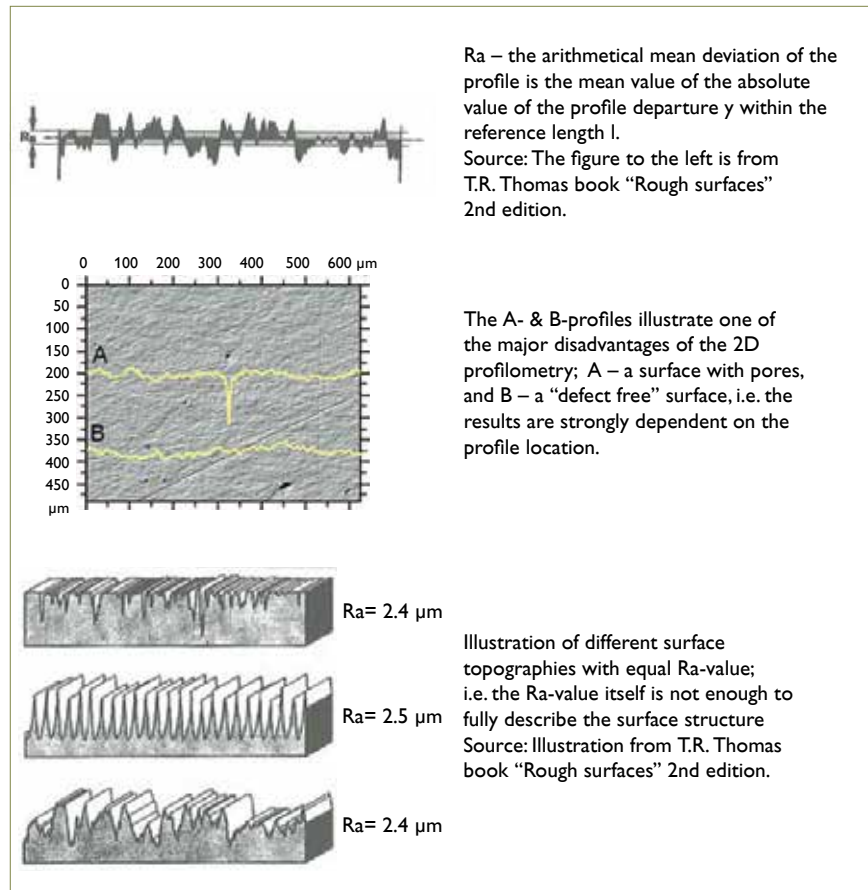 Ra – the arithmetical mean deviation of the
profile is the mean value of the absolute
value of the profile departure y within the
reference length l.
Source: The figure to the left is from
T.R. Thomas book “Rough surfaces”
2nd edition.
0 100 200 300 400 500 600 µm
0
50
100
150
200
250
300
350
400
450
µm
A
B
The A- & B-profiles illustrate one of
the major disadvantages of the 2D
profilometry; A – a surface with pores,
and B – a “defect free” surface, i.e. the
results are strongly dependent on the
profile location.
Ra= 2.4 µm
Ra= 2.5 µm
Ra= 2.4 µm
Illustration of different surface
topographies with equal Ra-value;
i.e. the Ra-value itself is not enough to
fully describe the surface structure
Source: Illustration from T.R. Thomas
book “Rough surfaces” 2nd edition.